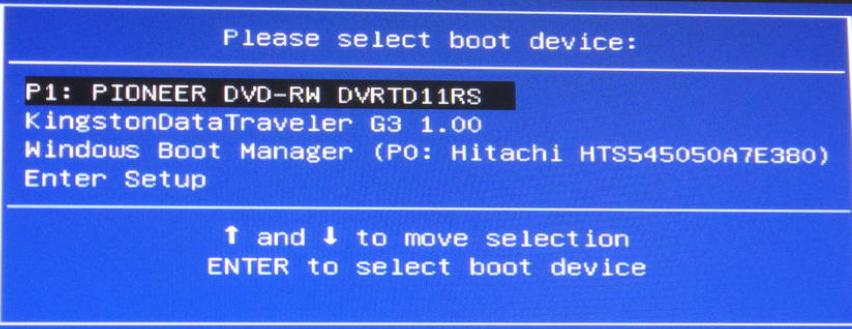 Please select boot device:
P1: PIONEER DVD-RW DVRTD11RS
KingstonDataTraveler G3 1.00
Windows Boot Manager (P0: Hitachi HTS545050A7E380)
Enter Setup
↑ and ↓ to move selection
ENTER to select boot device